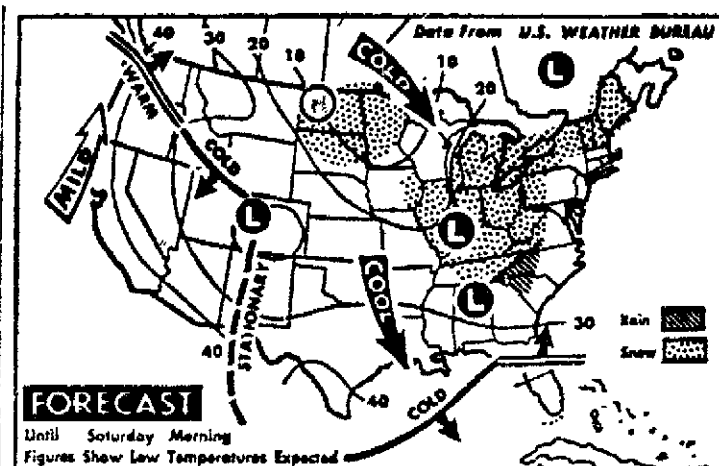 Data From U.S. WEATHER BUREAU
40
30
20
10
COLD
L
10
20
WARM
COLD
MILD
H
L
L
L
COOL
STATIONARY
40
40
30
Rain
Snow
COLD
FORECAST
Until Saturday Morning
Figures Show Low Temperatures Expected